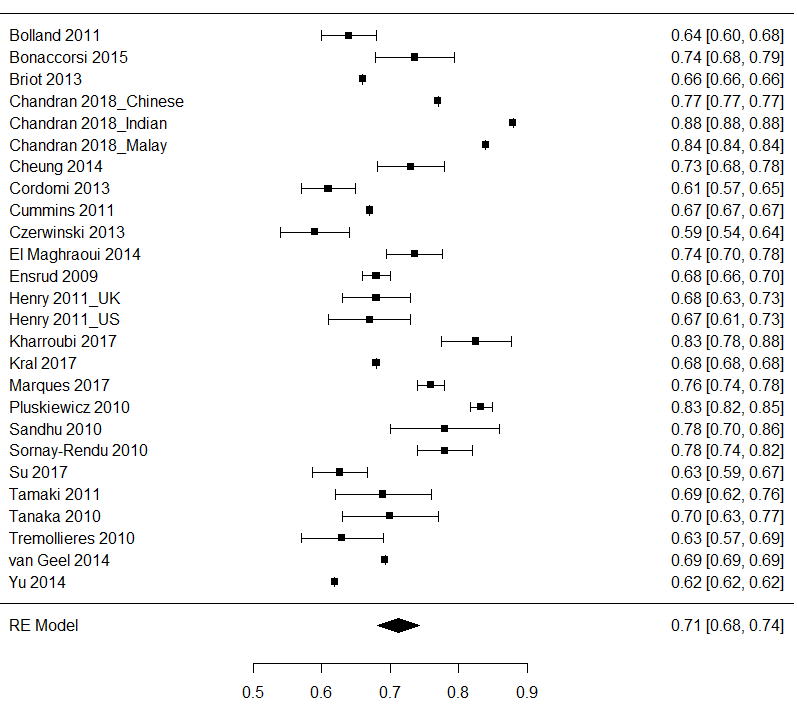 Bolland 2011 0.64 [0.60, 0.68]
Bonaccorsi 2015 0.74 [0.68, 0.79]
Briot 2013 0.66 [0.66, 0.66]
Chandran 2018_Chinese 0.77 [0.77, 0.77]
Chandran 2018_Indian 0.88 [0.88, 0.88]
Chandran 2018_Malay 0.84 [0.84, 0.84]
Cheung 2014 0.73 [0.68, 0.78]
Cordomi 2013 0.61 [0.57, 0.65]
Cummins 2011 0.67 [0.67, 0.67]
Czerwinski 2013 0.59 [0.54, 0.64]
El Maghraoui 2014 0.74 [0.70, 0.78]
Ensrud 2009 0.68 [0.66, 0.70]
Henry 2011_UK 0.68 [0.63, 0.73]
Henry 2011_US 0.67 [0.61, 0.73]
Kharroubi 2017 0.83 [0.78, 0.88]
Kral 2017 0.68 [0.68, 0.68]
Marques 2017 0.76 [0.74, 0.78]
Pluskiewicz 2010 0.83 [0.82, 0.85]
Sandhu 2010 0.78 [0.70, 0.86]
Sornay-Rendu 2010 0.78 [0.74, 0.82]
Su 2017 0.63 [0.59, 0.67]
Tamaki 2011 0.69 [0.62, 0.76]
Tanaka 2010 0.70 [0.63, 0.77]
Tremollieres 2010 0.63 [0.57, 0.69]
van Geel 2014 0.69 [0.69, 0.69]
Yu 2014 0.62 [0.62, 0.62]
RE Model 0.71 [0.68, 0.74]
0.5 0.6 0.7 0.8 0.9